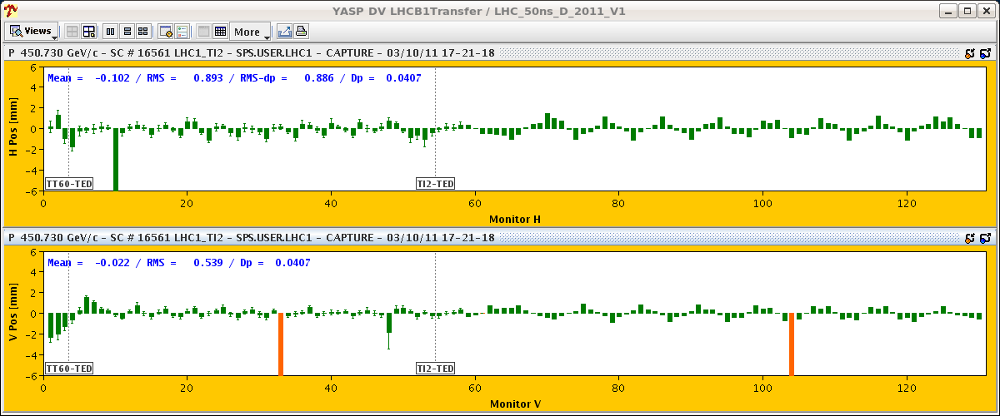 YASP DV LHCB1Transfer / LHC_50ns_D_2011_V1
Views More
P 450.730 GeV/c - SC # 16561 LHC1_TI2 - SPS.USER.LHC1 - CAPTURE - 03/10/11 17-21-18
Mean = -0.102 / RMS = 0.893 / RMS-dp = 0.886 / Dp = 0.0407
H Pos [mm]
6
4
2
0
-2
-4
-6
TT60-TED TI2-TED
0 20 40 60 80 100 120
Monitor H
P 450.730 GeV/c - SC # 16561 LHC1_TI2 - SPS.USER.LHC1 - CAPTURE - 03/10/11 17-21-18
Mean = -0.022 / RMS = 0.539 / Dp = 0.0407
V Pos [mm]
6
4
2
0
-2
-4
-6
TT60-TED TI2-TED
0 20 40 60 80 100 120
Monitor V